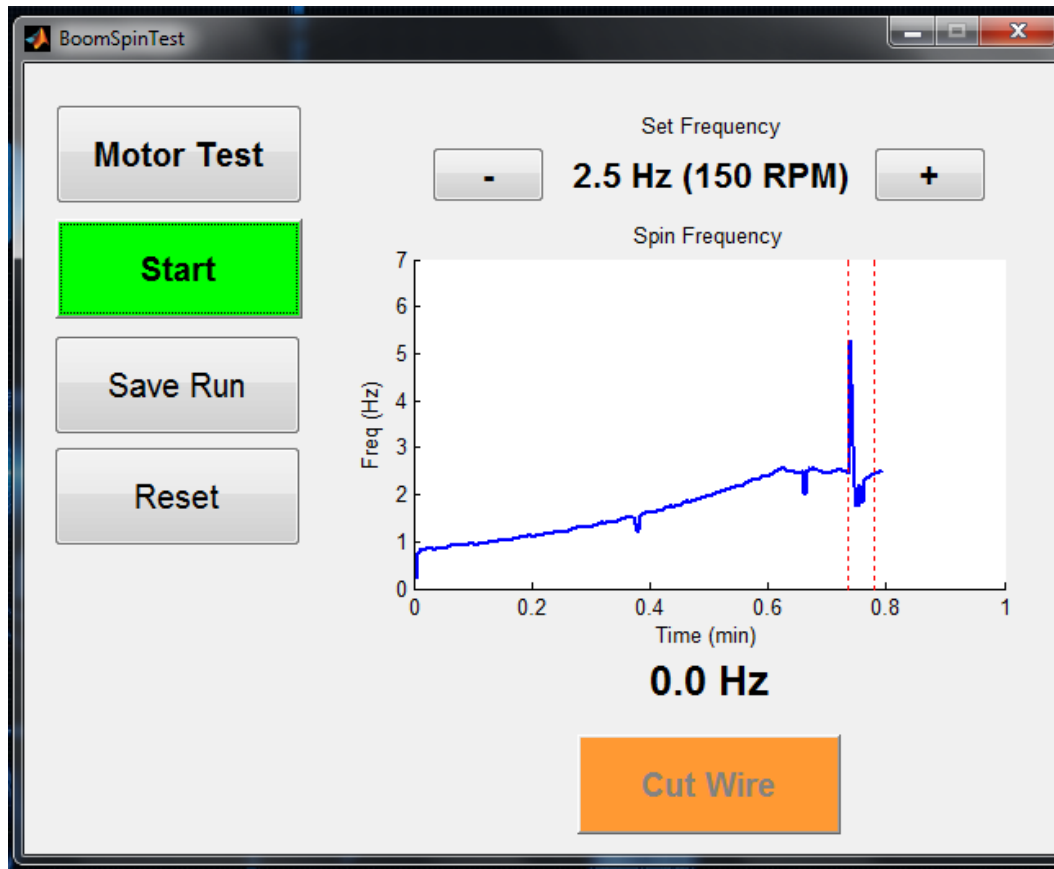 BoomSpinTest
Motor Test
Start
Save Run
Reset
Set Frequency
- 2.5 Hz (150 RPM) +
Spin Frequency
7
6
5
4
3
2
1
0
Freq (Hz)
0 0.2 0.4 0.6 0.8 1
Time (min)
0.0 Hz
Cut Wire